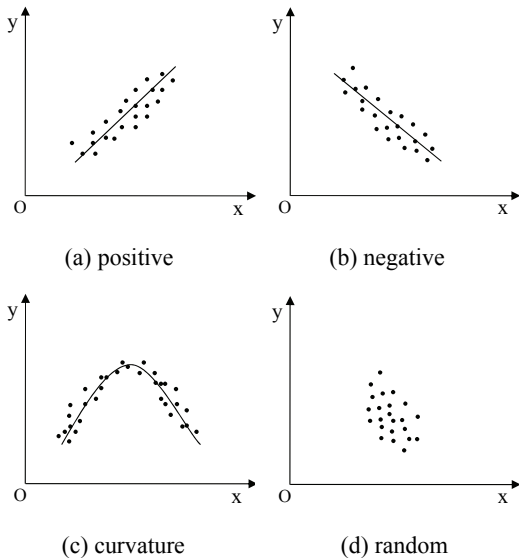 y
y
O
x
O
x
(a) positive
(b) negative
y
y
O
x
O
x
(c) curvature
(d) random